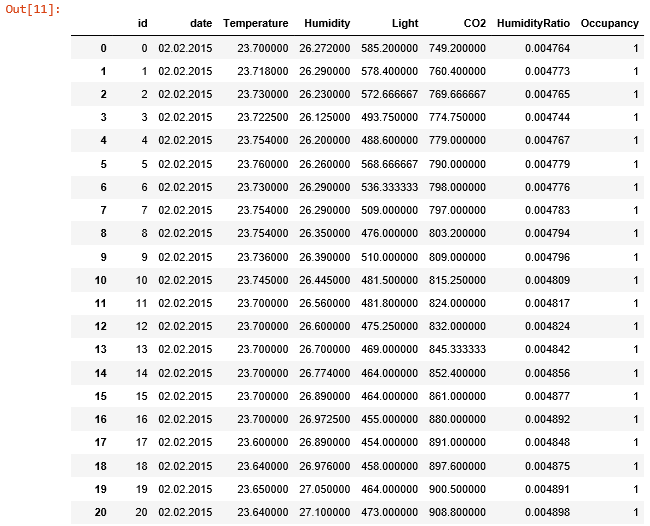 Out[11]:
id date Temperature Humidity Light CO2 HumidityRatio Occupancy
0 0 02.02.2015 23.700000 26.272000 585.200000 749.200000 0.004764 1
1 1 02.02.2015 23.718000 26.290000 578.400000 760.400000 0.004773 1
2 2 02.02.2015 23.730000 26.230000 572.666667 769.666667 0.004765 1
3 3 02.02.2015 23.722500 26.125000 493.750000 774.750000 0.004744 1
4 4 02.02.2015 23.754000 26.200000 488.600000 779.000000 0.004767 1
5 5 02.02.2015 23.760000 26.260000 568.666667 790.000000 0.004779 1
6 6 02.02.2015 23.730000 26.290000 536.333333 798.000000 0.004776 1
7 7 02.02.2015 23.754000 26.290000 509.000000 797.000000 0.004783 1
8 8 02.02.2015 23.754000 26.350000 476.000000 803.200000 0.004794 1
9 9 02.02.2015 23.736000 26.390000 510.000000 809.000000 0.004796 1
10 10 02.02.2015 23.745000 26.445000 481.500000 815.250000 0.004809 1
11 11 02.02.2015 23.700000 26.560000 481.800000 824.000000 0.004817 1
12 12 02.02.2015 23.700000 26.600000 475.250000 832.000000 0.004824 1
13 13 02.02.2015 23.700000 26.700000 469.000000 845.333333 0.004842 1
14 14 02.02.2015 23.700000 26.774000 464.000000 852.400000 0.004856 1
15 15 02.02.2015 23.700000 26.890000 464.000000 861.000000 0.004877 1
16 16 02.02.2015 23.700000 26.972500 455.000000 880.000000 0.004892 1
17 17 02.02.2015 23.600000 26.890000 454.000000 891.000000 0.004848 1
18 18 02.02.2015 23.640000 26.976000 458.000000 897.600000 0.004875 1
19 19 02.02.2015 23.650000 27.050000 464.000000 900.500000 0.004891 1
20 20 02.02.2015 23.640000 27.100000 473.000000 908.800000 0.004898 1